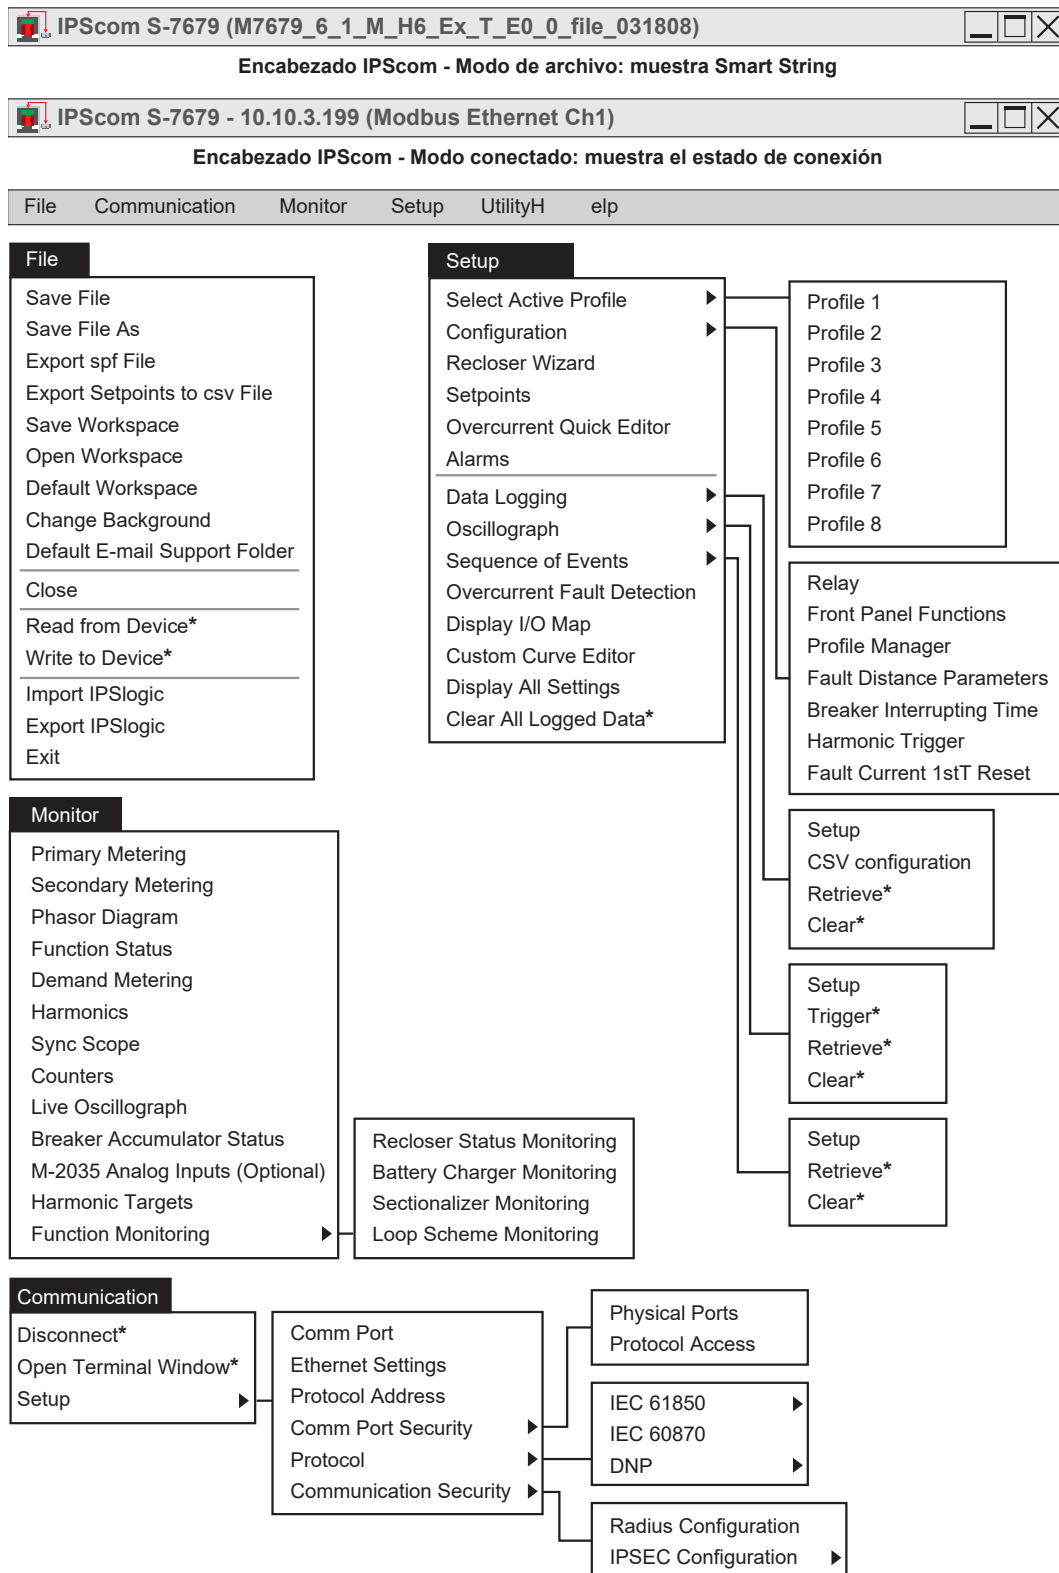 IPScom S-7679 (M7679_6_1_M_H6_Ex_T_E0_0_file_031808)
Encabezado IPScom - Modo de archivo: muestra Smart String
IPScom S-7679 - 10.10.3.199 (Modbus Ethernet Ch1)
Encabezado IPScom - Modo conectado: muestra el estado de conexión
File Communication Monitor Setup UtilityH elp
File
Save File
Save File As
Export spf File
Export Setpoints to csv File
Save Workspace
Open Workspace
Default Workspace
Change Background
Default E-mail Support Folder
Close
Read from Device*
Write to Device*
Import IPSlogic
Export IPSlogic
Exit
Setup
Select Active Profile
Configuration
Recloser Wizard
Setpoints
Overcurrent Quick Editor
Alarms
Data Logging
Oscillograph
Sequence of Events
Overcurrent Fault Detection
Display I/O Map
Custom Curve Editor
Display All Settings
Clear All Logged Data*
Profile 1
Profile 2
Profile 3
Profile 4
Profile 5
Profile 6
Profile 7
Profile 8
Relay
Front Panel Functions
Profile Manager
Fault Distance Parameters
Breaker Interrupting Time
Harmonic Trigger
Fault Current 1stT Reset
Setup
CSV configuration
Retrieve*
Clear*
Setup
Trigger*
Retrieve*
Clear*
Setup
Retrieve*
Clear*
Monitor
Primary Metering
Secondary Metering
Phasor Diagram
Function Status
Demand Metering
Harmonics
Sync Scope
Counters
Live Oscillograph
Breaker Accumulator Status
M-2035 Analog Inputs (Optional)
Harmonic Targets
Function Monitoring
Recloser Status Monitoring
Battery Charger Monitoring
Sectionalizer Monitoring
Loop Scheme Monitoring
Communication
Disconnect*
Open Terminal Window*
Setup
Comm Port
Ethernet Settings
Protocol Address
Comm Port Security
Protocol
Communication Security
Physical Ports
Protocol Access
IEC 61850
IEC 60870
DNP
Radius Configuration
IPSEC Configuration